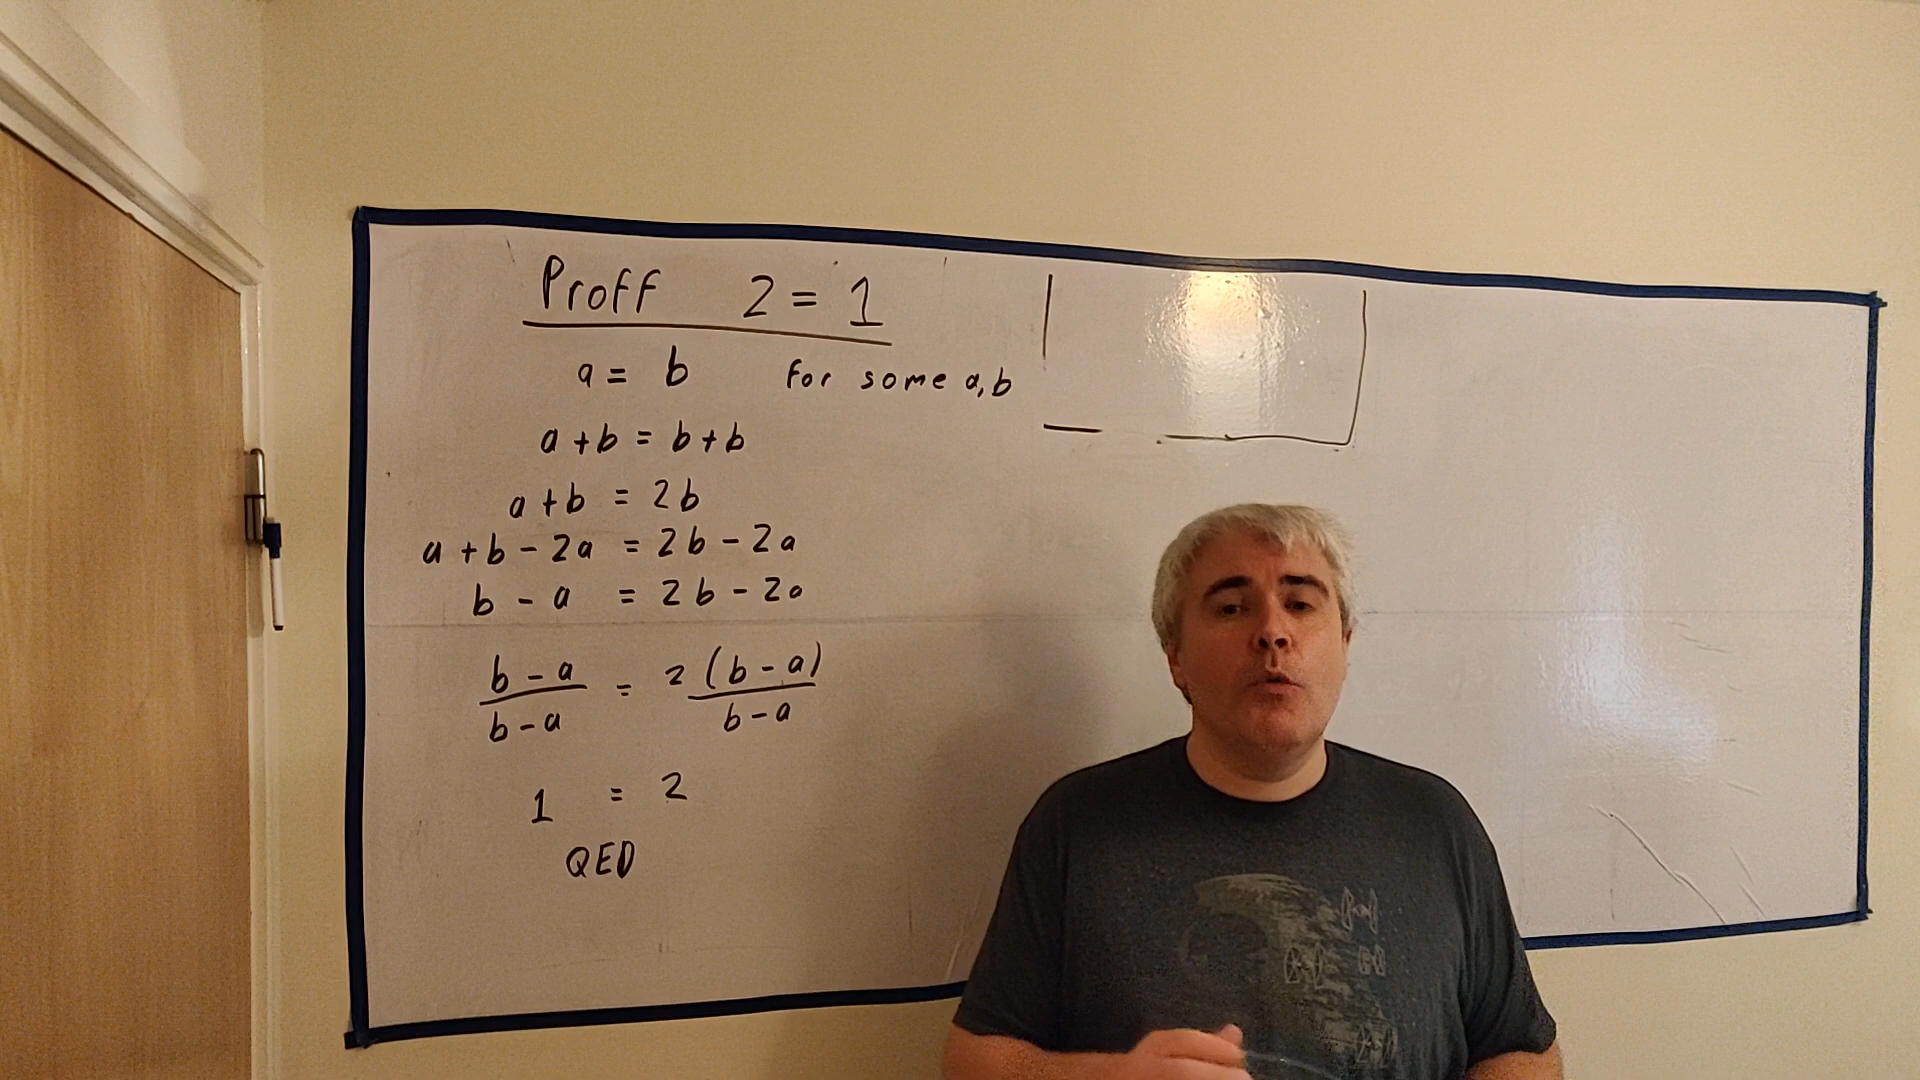 Proff 2 = 1
a = b for some a, b
a + b = b + b
a + b = 2b
a + b - 2a = 2b - 2a
b - a = 2b - 2a
b - a = 2 (b - a)
b - a b - a
1 = 2
QED